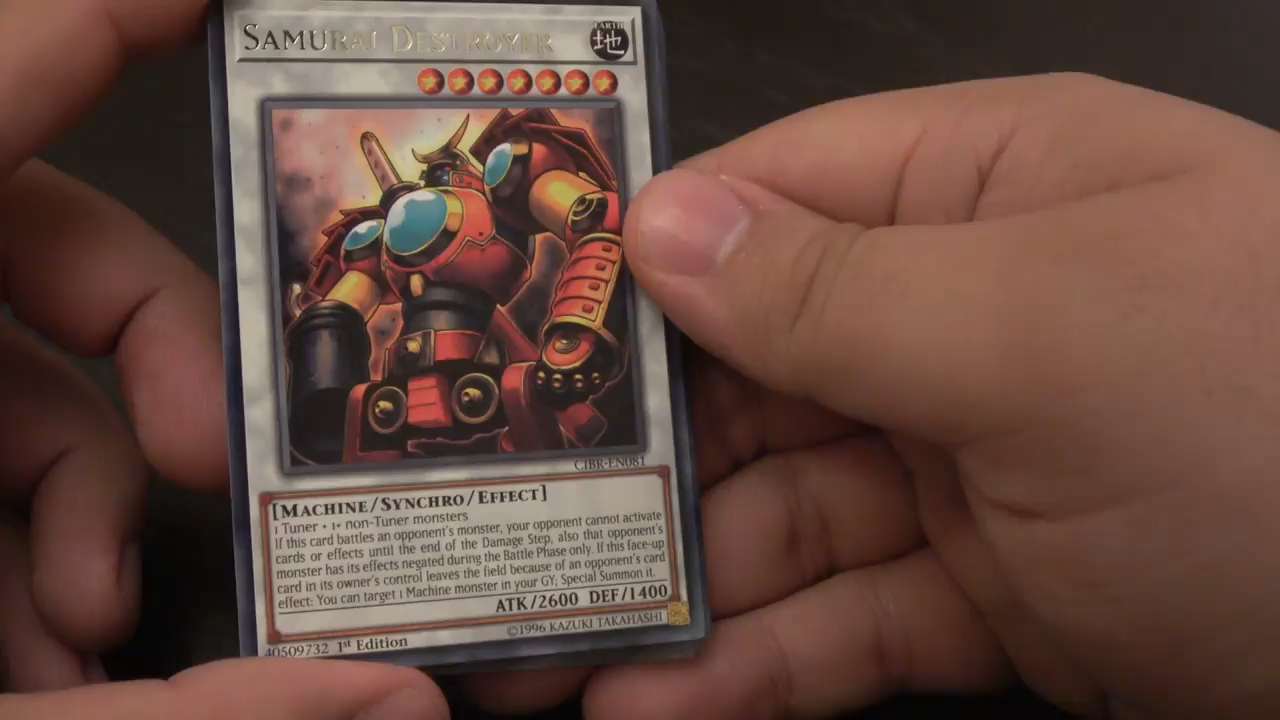 SAMURAI DESTROYER
EARTH
地
CIBR-EN081
[MACHINE/SYNCHRO/EFFECT]
1 Tuner + 1+ non-Tuner monsters
If this card battles an opponent's monster, your opponent cannot activate
cards or effects until the end of the Damage Step, also that opponent's
monster has its effects negated during the Battle Phase only. If this face-up
card in its owner's control leaves the field because of an opponent's card
effect: You can target 1 Machine monster in your GY; Special Summon it.
ATK/2600 DEF/1400
40509732 1st Edition
©1996 KAZUKI TAKAHASHI